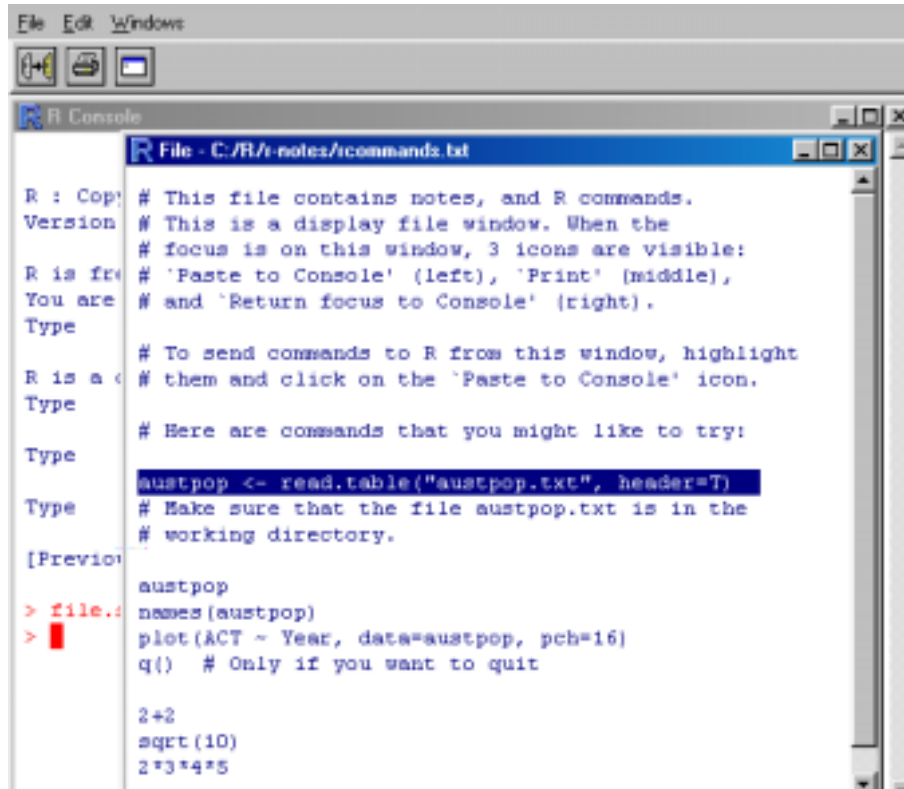 File Edit Windows
R Console
File - C:/R/r-notes/rcommands.txt
R : Copy
Version
R is fre
You are
Type
R is a c
Type
Type
Type
[Previou
> file.s
>
# This file contains notes, and R commands.
# This is a display file window. When the
# focus is on this window, 3 icons are visible:
# `Paste to Console' (left), `Print' (middle),
# and `Return focus to Console' (right).
# To send commands to R from this window, highlight
# them and click on the `Paste to Console' icon.
# Here are commands that you might like to try:
austpop <- read.table("austpop.txt", header=T)
# Make sure that the file austpop.txt is in the
# working directory.
austpop
names(austpop)
plot(ACT ~ Year, data=austpop, pch=16)
q()  # Only if you want to quit
2+2
sqrt(10)
2*3*4*5